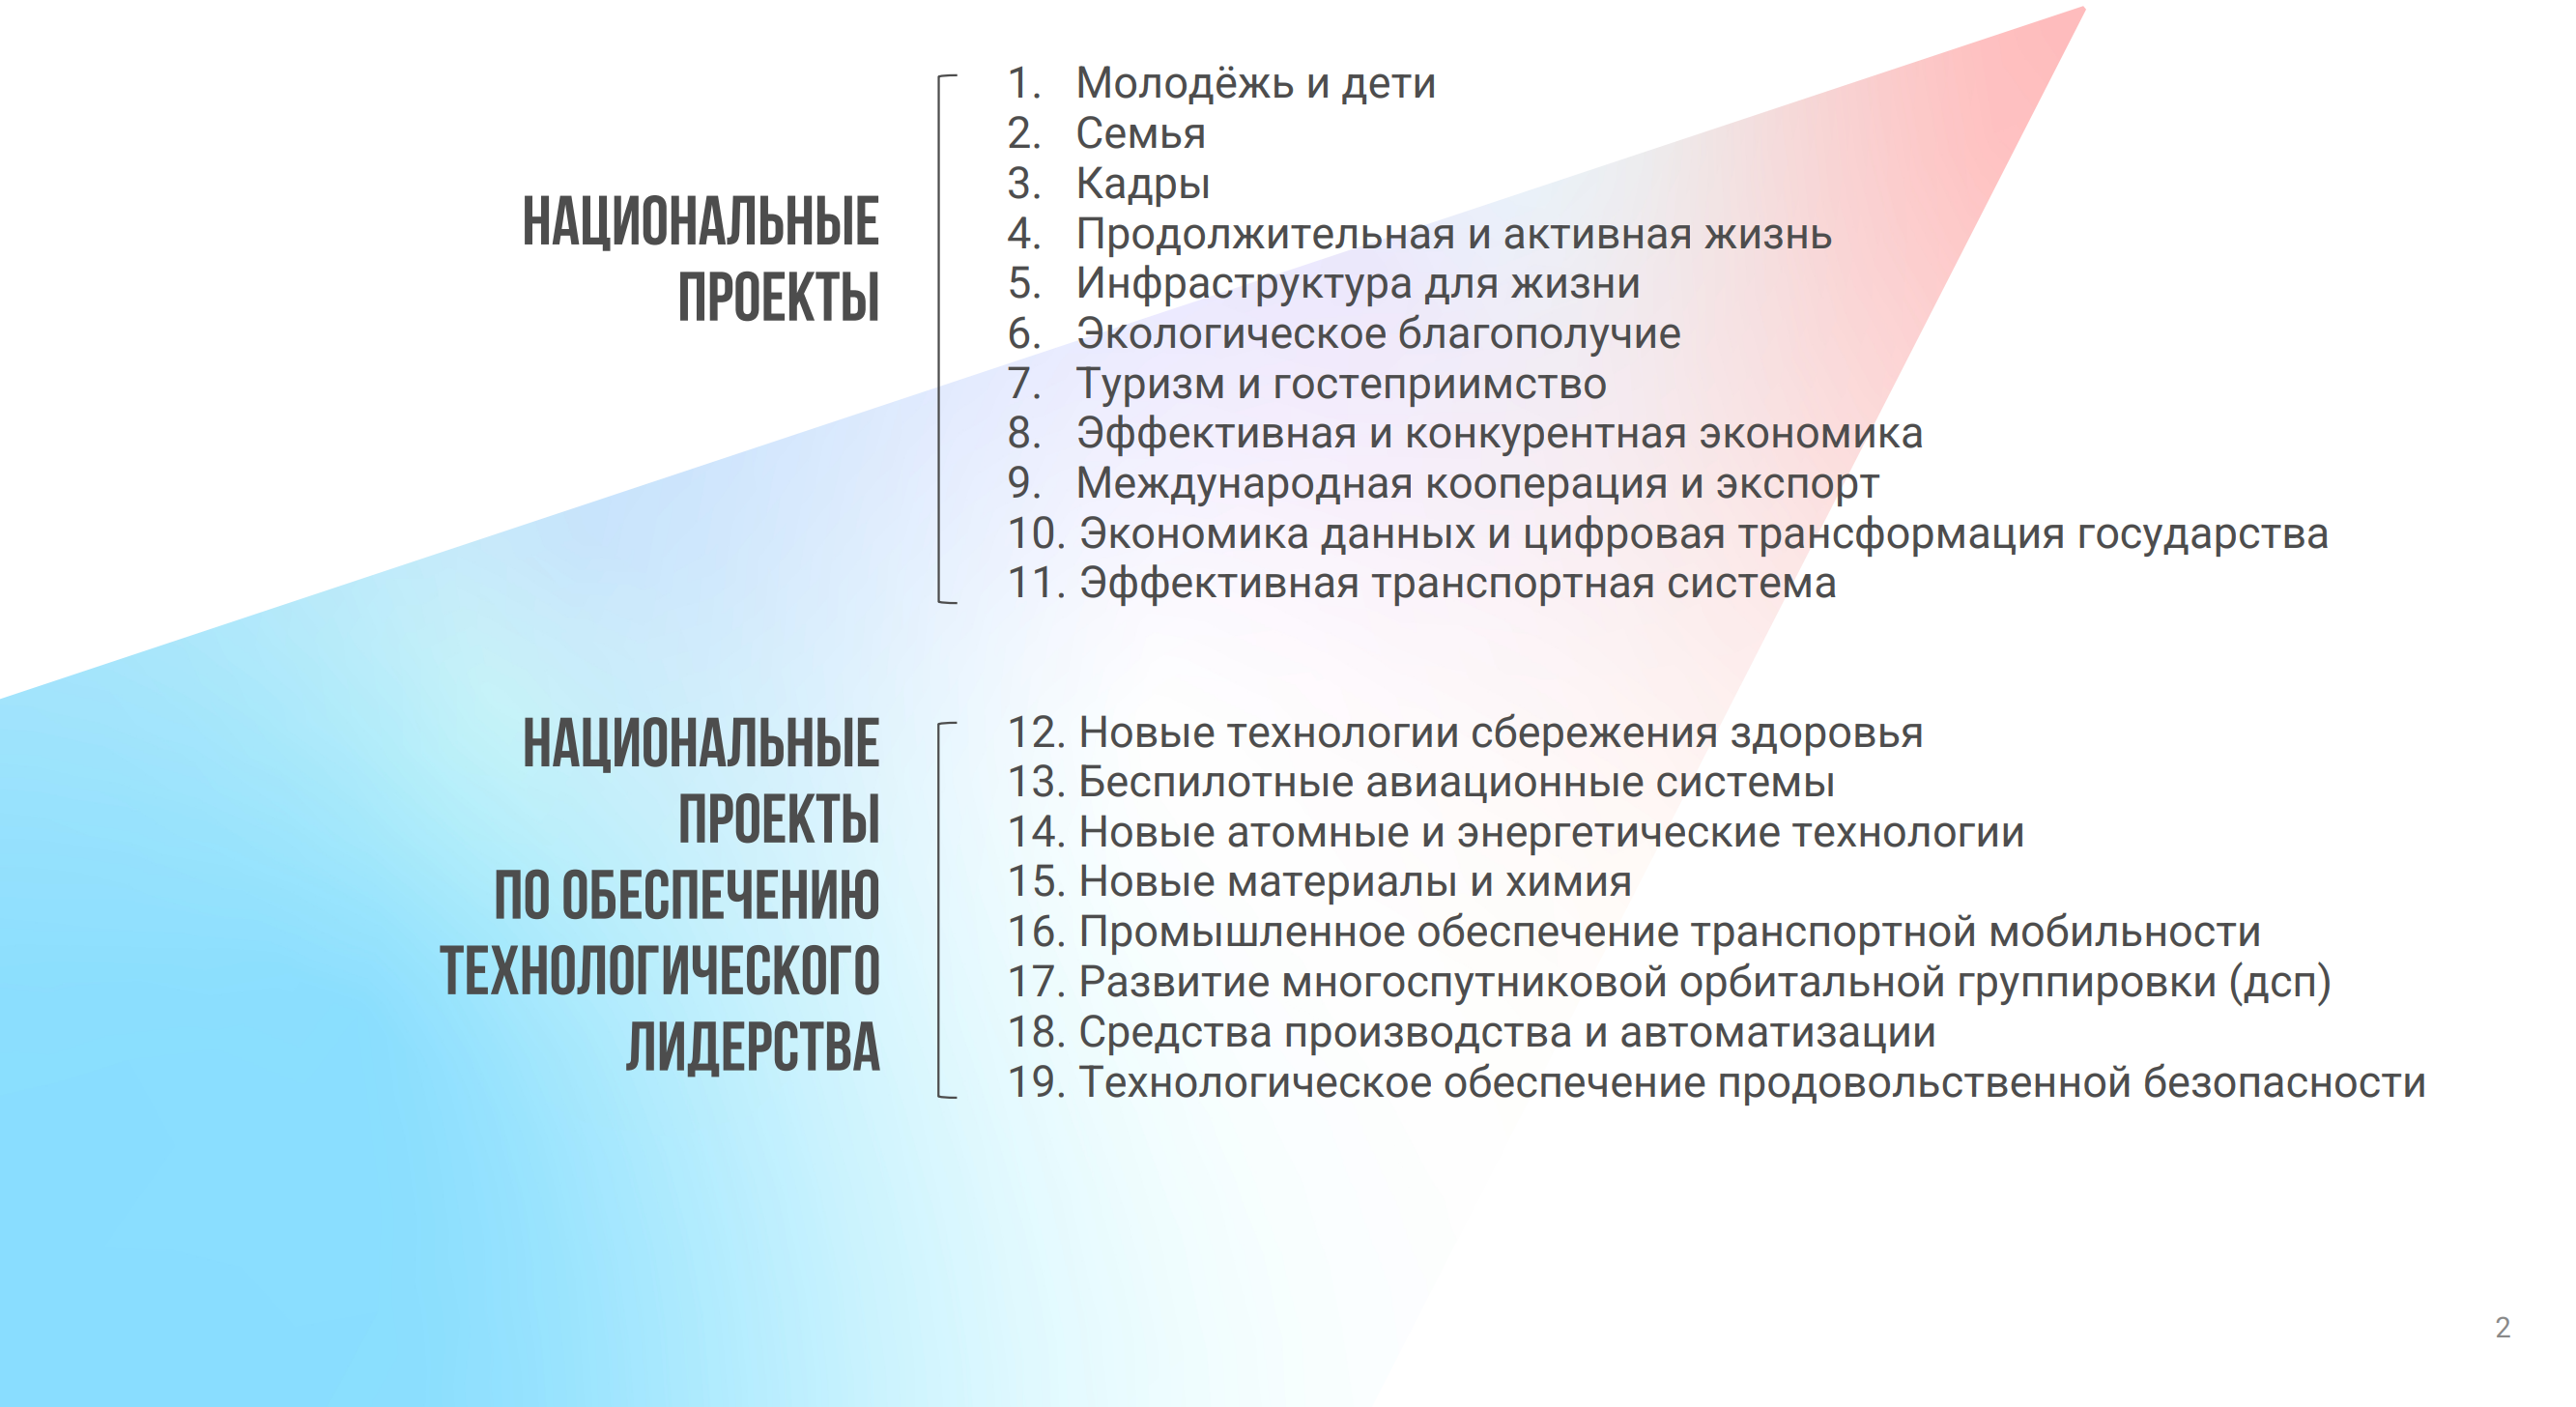 НАЦИОНАЛЬНЫЕ
ПРОЕКТЫ
1. Молодёжь и дети
2. Семья
3. Кадры
4. Продолжительная и активная жизнь
5. Инфраструктура для жизни
6. Экологическое благополучие
7. Туризм и гостеприимство
8. Эффективная и конкурентная экономика
9. Международная кооперация и экспорт
10. Экономика данных и цифровая трансформация государства
11. Эффективная транспортная система
НАЦИОНАЛЬНЫЕ
ПРОЕКТЫ
ПО ОБЕСПЕЧЕНИЮ
ТЕХНОЛОГИЧЕСКОГО
ЛИДЕРСТВА
12. Новые технологии сбережения здоровья
13. Беспилотные авиационные системы
14. Новые атомные и энергетические технологии
15. Новые материалы и химия
16. Промышленное обеспечение транспортной мобильности
17. Развитие многоспутниковой орбитальной группировки (дсп)
18. Средства производства и автоматизации
19. Технологическое обеспечение продовольственной безопасности
2